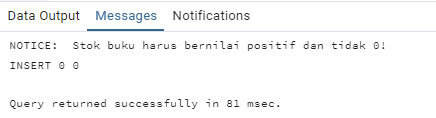 Data Output Messages Notifications
NOTICE:  Stok buku harus bernilai positif dan tidak 0!
INSERT 0 0
Query returned successfully in 81 msec.